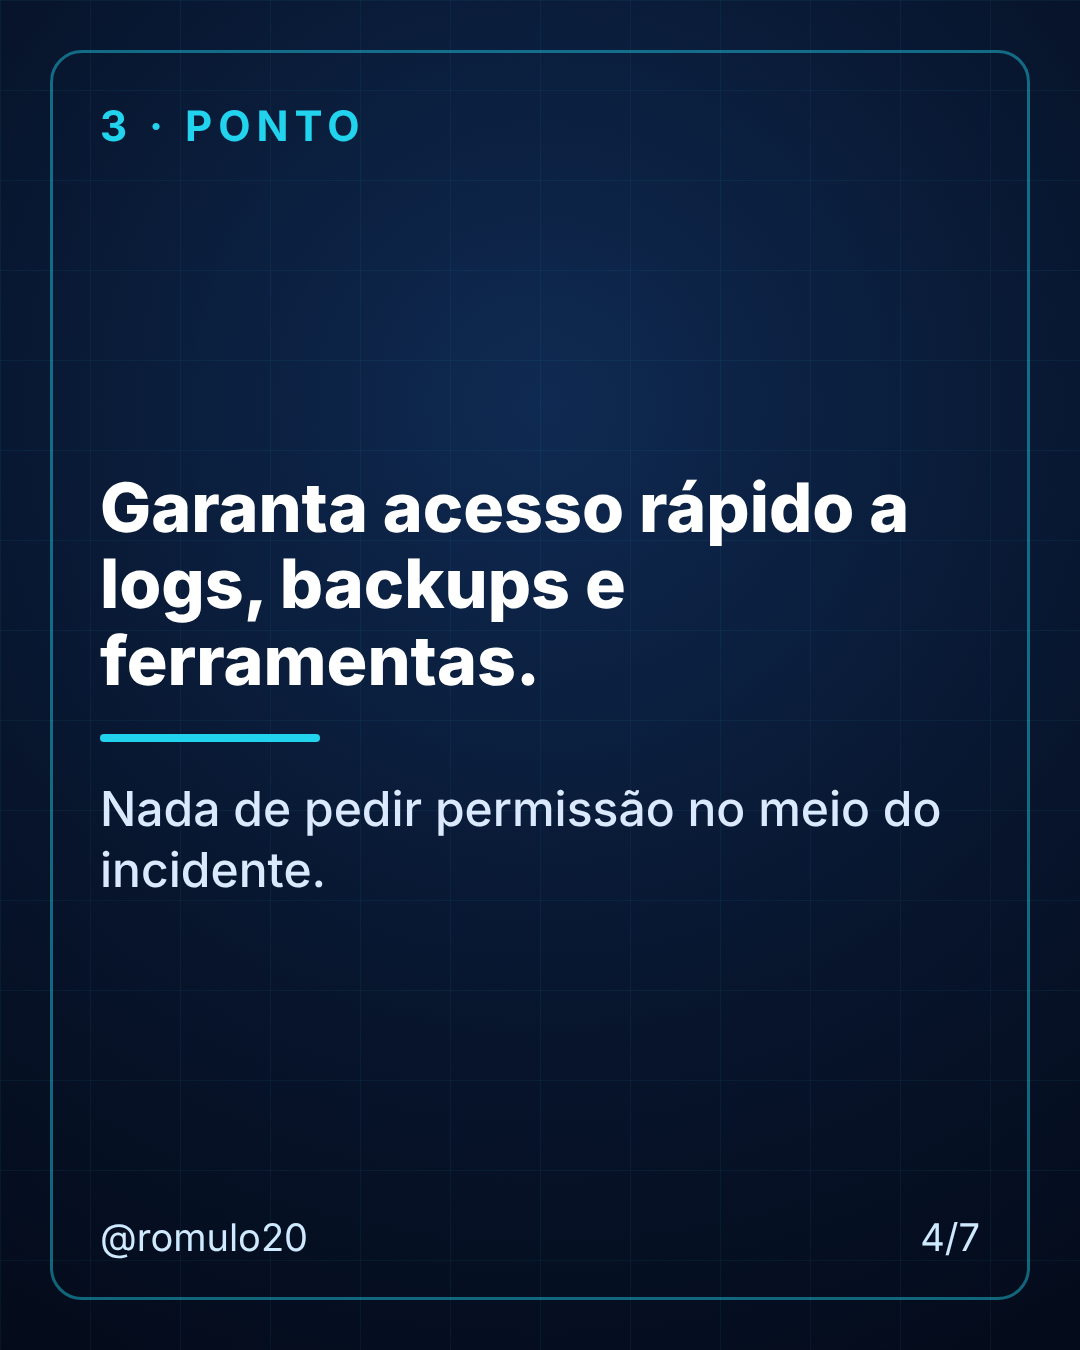 3 · PONTO
Garanta acesso rápido a
logs, backups e
ferramentas.
Nada de pedir permissão no meio do
incidente.
@romulo20
4/7